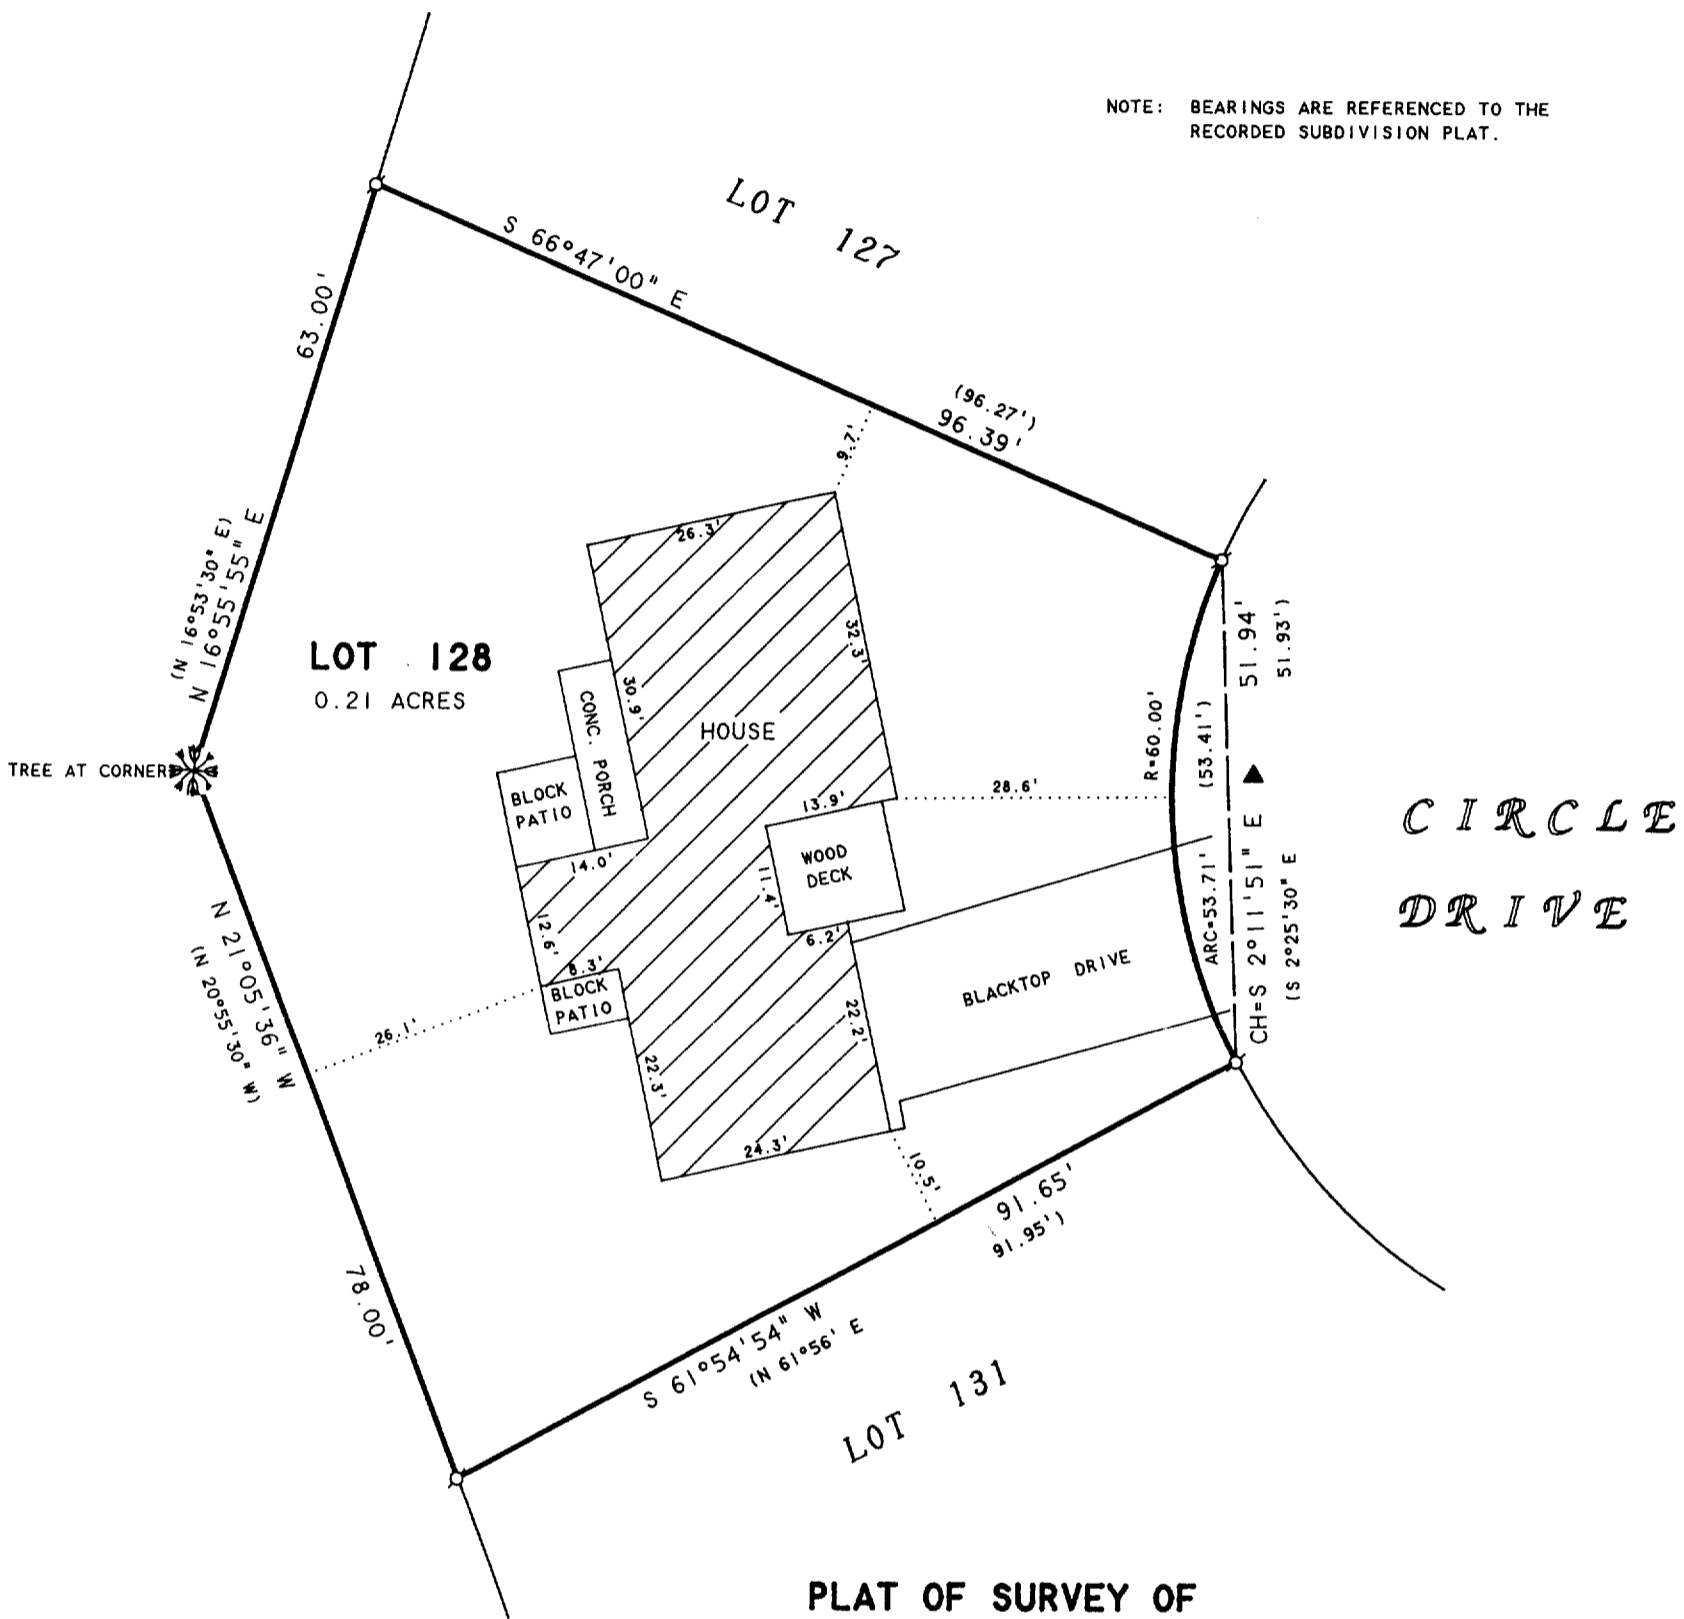 NOTE: BEARINGS ARE REFERENCED TO THE
RECORDED SUBDIVISION PLAT.
LOT 127
S 66°47'00" E
(96.27')
96.39'
63.00'
(N 16°53'30" E)
N 16°55'55" E
9.7'
26.3'
32.3'
30.9'
LOT 128
0.21 ACRES
HOUSE
CONC. PORCH
TREE AT CORNER
BLOCK
PATIO
13.9'
28.6'
WOOD
DECK
11.4'
14.0'
12.6'
6.2'
8.3'
BLOCK
PATIO
22.2'
22.3'
24.3'
10.5'
26.1'
BLACKTOP DRIVE
R=60.00'
(53.41')
ARC=53.71'
51.94'
51.93')
CH=S 2°11'51" E
(S 2°25'30" E
CIRCLE
DRIVE
N 21°05'36" W
(N 20°55'30" W)
78.00'
91.65'
91.95')
S 61°54'54" W
(N 61°56' E
LOT 131
PLAT OF SURVEY OF